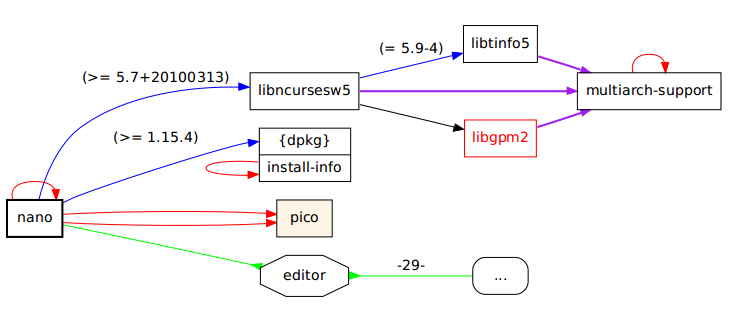 (= 5.9-4)
libtinfo5
(>= 5.7+20100313)
libncursesw5
multiarch-support
(>= 1.15.4)
{dpkg}
libgpm2
install-info
nano
pico
editor
-29-
...